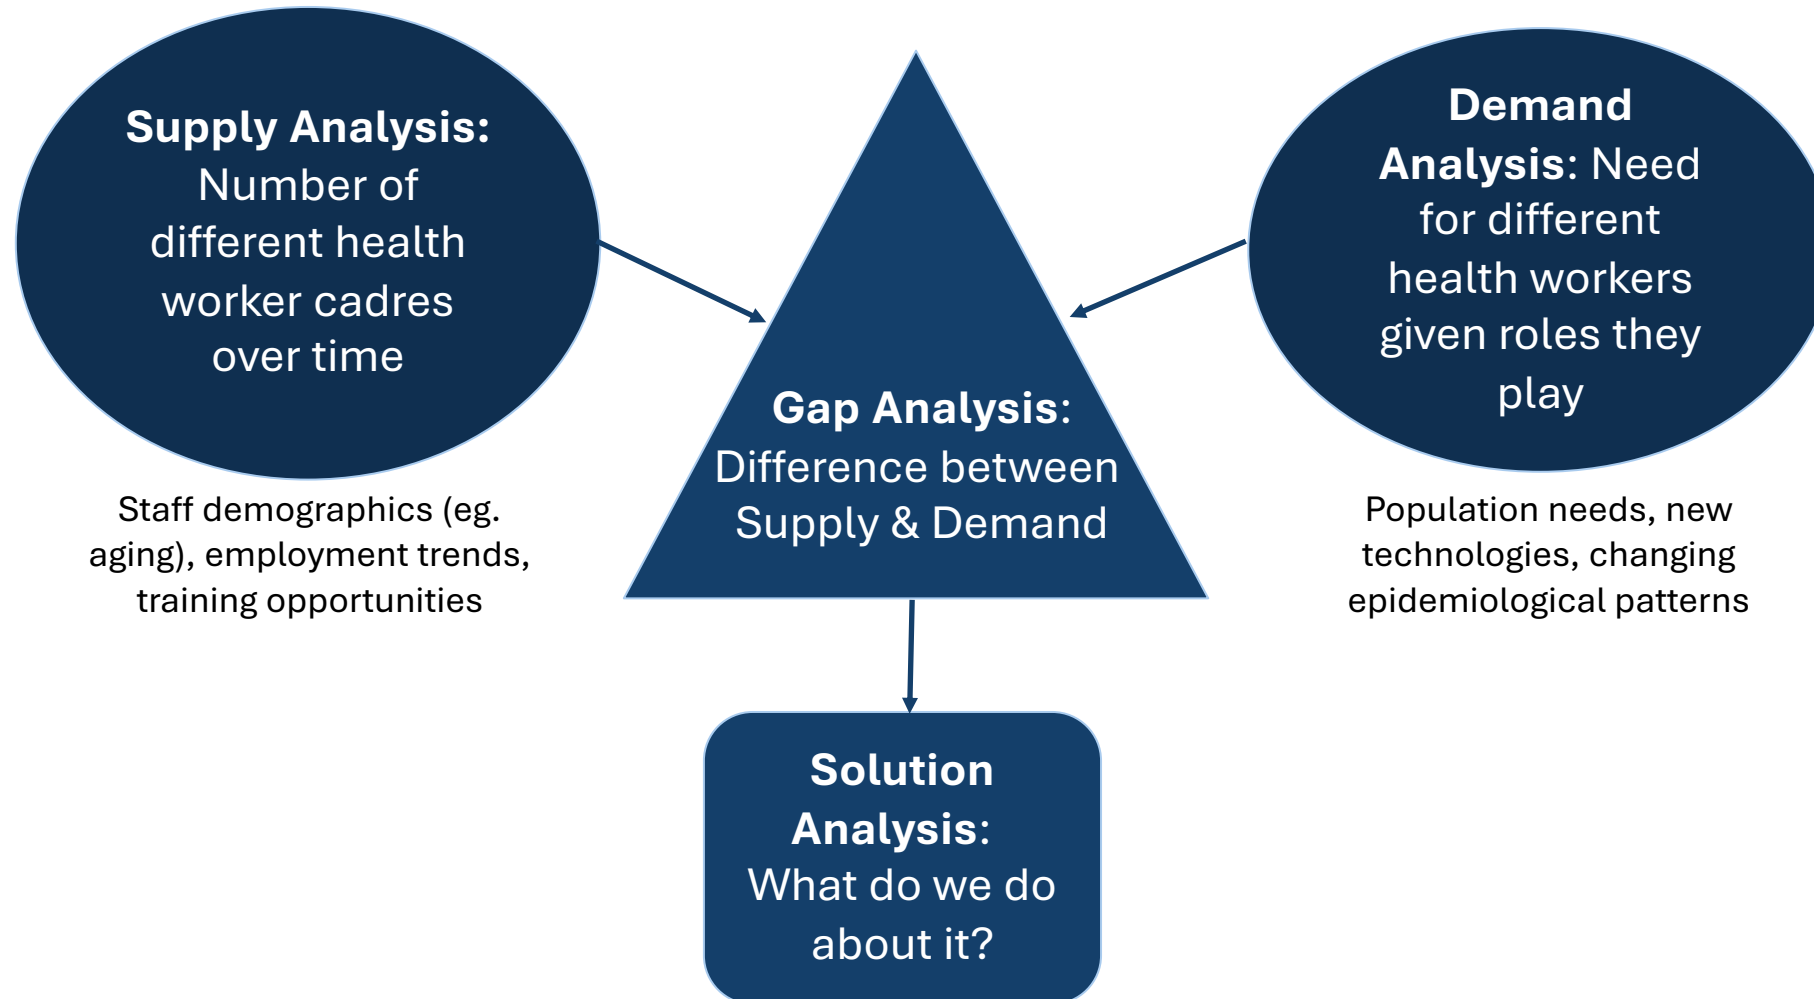 Supply Analysis:
Number of
different health
worker cadres
over time
Staff demographics (eg.
aging), employment trends,
training opportunities
Gap Analysis:
Difference between
Supply & Demand
Demand
Analysis: Need
for different
health workers
given roles they
play
Population needs, new
technologies, changing
epidemiological patterns
Solution
Analysis:
What do we do
about it?